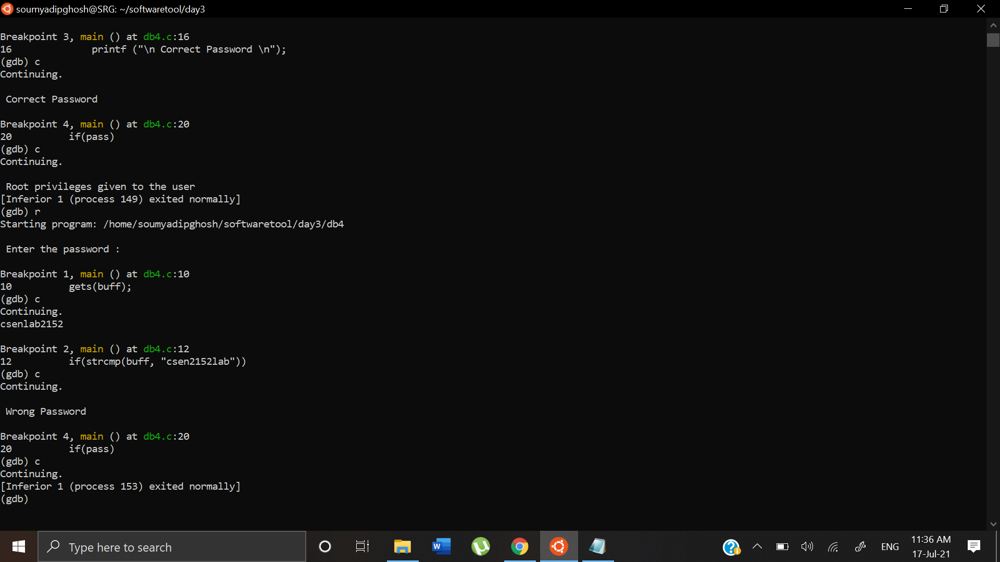 soumyadipghosh@SRG: ~/softwaretool/day3
Breakpoint 3, main () at db4.c:16
16              printf ("\n Correct Password \n");
(gdb) c
Continuing.
 Correct Password
Breakpoint 4, main () at db4.c:20
20          if(pass)
(gdb) c
Continuing.
 Root privileges given to the user
[Inferior 1 (process 149) exited normally]
(gdb) r
Starting program: /home/soumyadipghosh/softwaretool/day3/db4
 Enter the password :
Breakpoint 1, main () at db4.c:10
10          gets(buff);
(gdb) c
Continuing.
csenlab2152
Breakpoint 2, main () at db4.c:12
12          if(strcmp(buff, "csen2152lab"))
(gdb) c
Continuing.
 Wrong Password
Breakpoint 4, main () at db4.c:20
20          if(pass)
(gdb) c
Continuing.
[Inferior 1 (process 153) exited normally]
(gdb)
Type here to search
W
ENG
11:36 AM
17-Jul-21